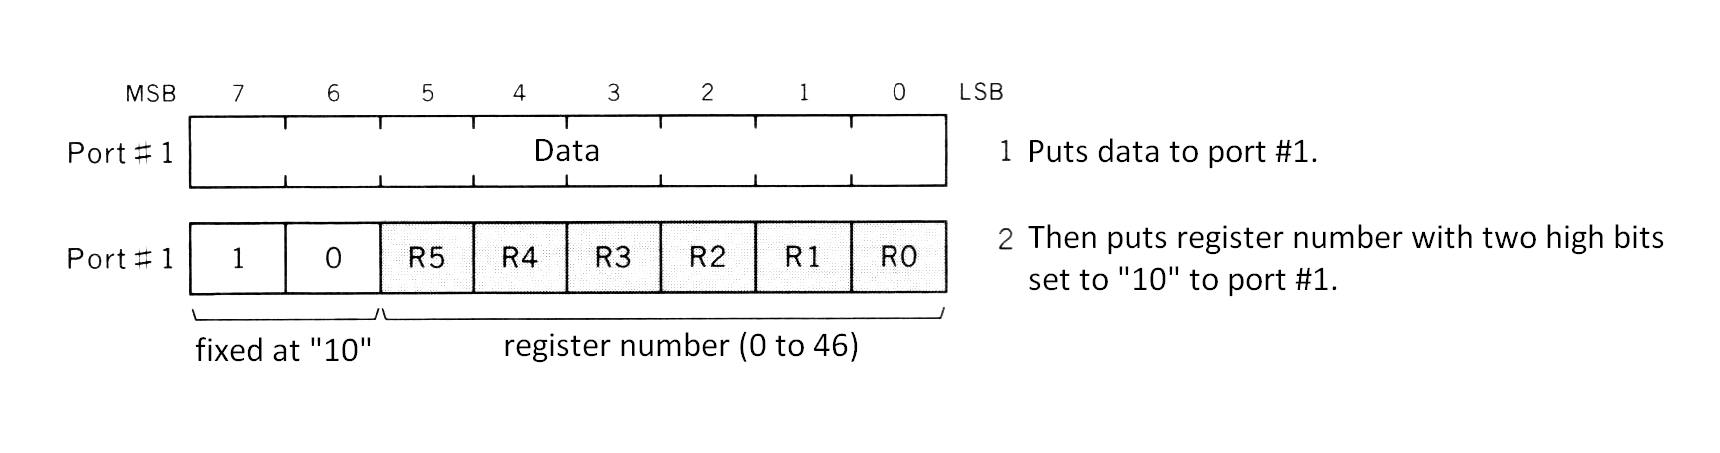 MSB 7 6 5 4 3 2 1 0 LSB
Port #1 Data 1 Puts data to port #1.
Port #1 1 0 R5 R4 R3 R2 R1 R0 2 Then puts register number with two high bits
set to "10" to port #1.
fixed at "10" register number (0 to 46)